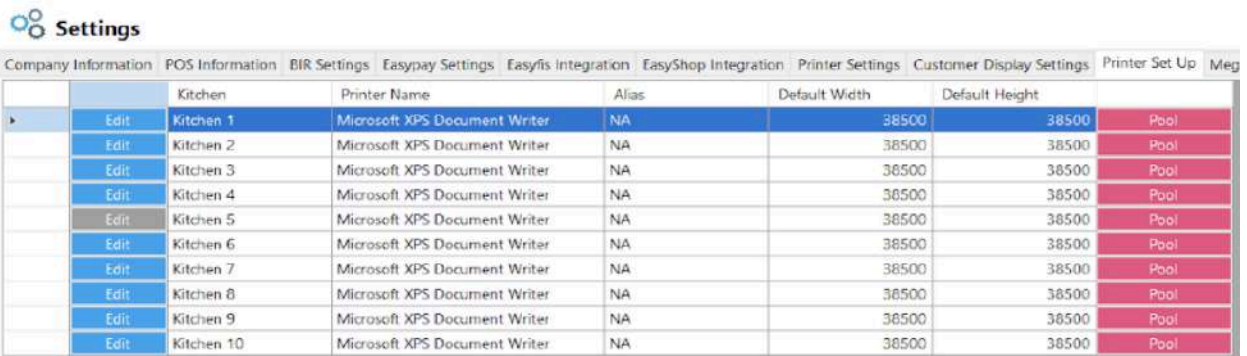 Settings
Company Information POS Information BIR Settings Easypay Settings Easyfis Integration EasyShop Integration Printer Settings Customer Display Settings Printer Set Up Meg
Kitchen Printer Name Alias Default Width Default Height
Edit Kitchen 1 Microsoft XPS Document Writer NA 38500 38500 Pool
Edit Kitchen 2 Microsoft XPS Document Writer NA 38500 38500 Pool
Edit Kitchen 3 Microsoft XPS Document Writer NA 38500 38500 Pool
Edit Kitchen 4 Microsoft XPS Document Writer NA 38500 38500 Pool
Edit Kitchen 5 Microsoft XPS Document Writer NA 38500 38500 Pool
Edit Kitchen 6 Microsoft XPS Document Writer NA 38500 38500 Pool
Edit Kitchen 7 Microsoft XPS Document Writer NA 38500 38500 Pool
Edit Kitchen 8 Microsoft XPS Document Writer NA 38500 38500 Pool
Edit Kitchen 9 Microsoft XPS Document Writer NA 38500 38500 Pool
Edit Kitchen 10 Microsoft XPS Document Writer NA 38500 38500 Pool